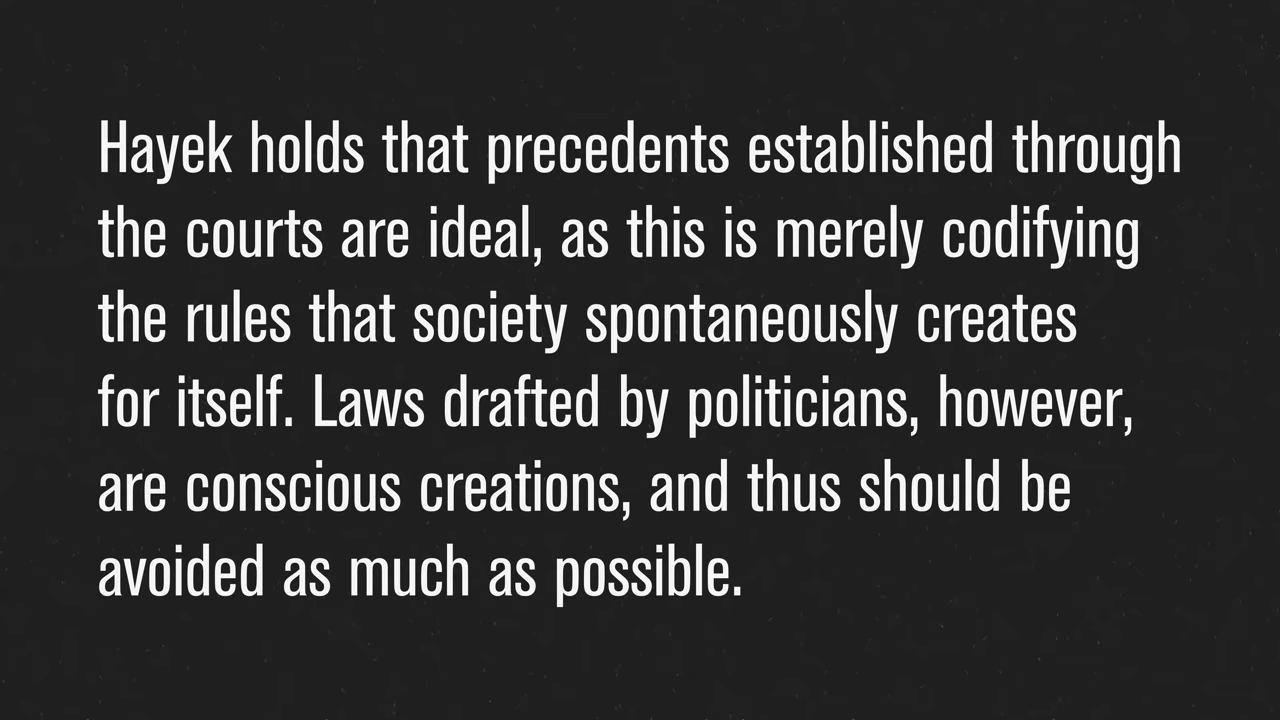 Hayek holds that precedents established through
the courts are ideal, as this is merely codifying
the rules that society spontaneously creates
for itself. Laws drafted by politicians, however,
are conscious creations, and thus should be
avoided as much as possible.